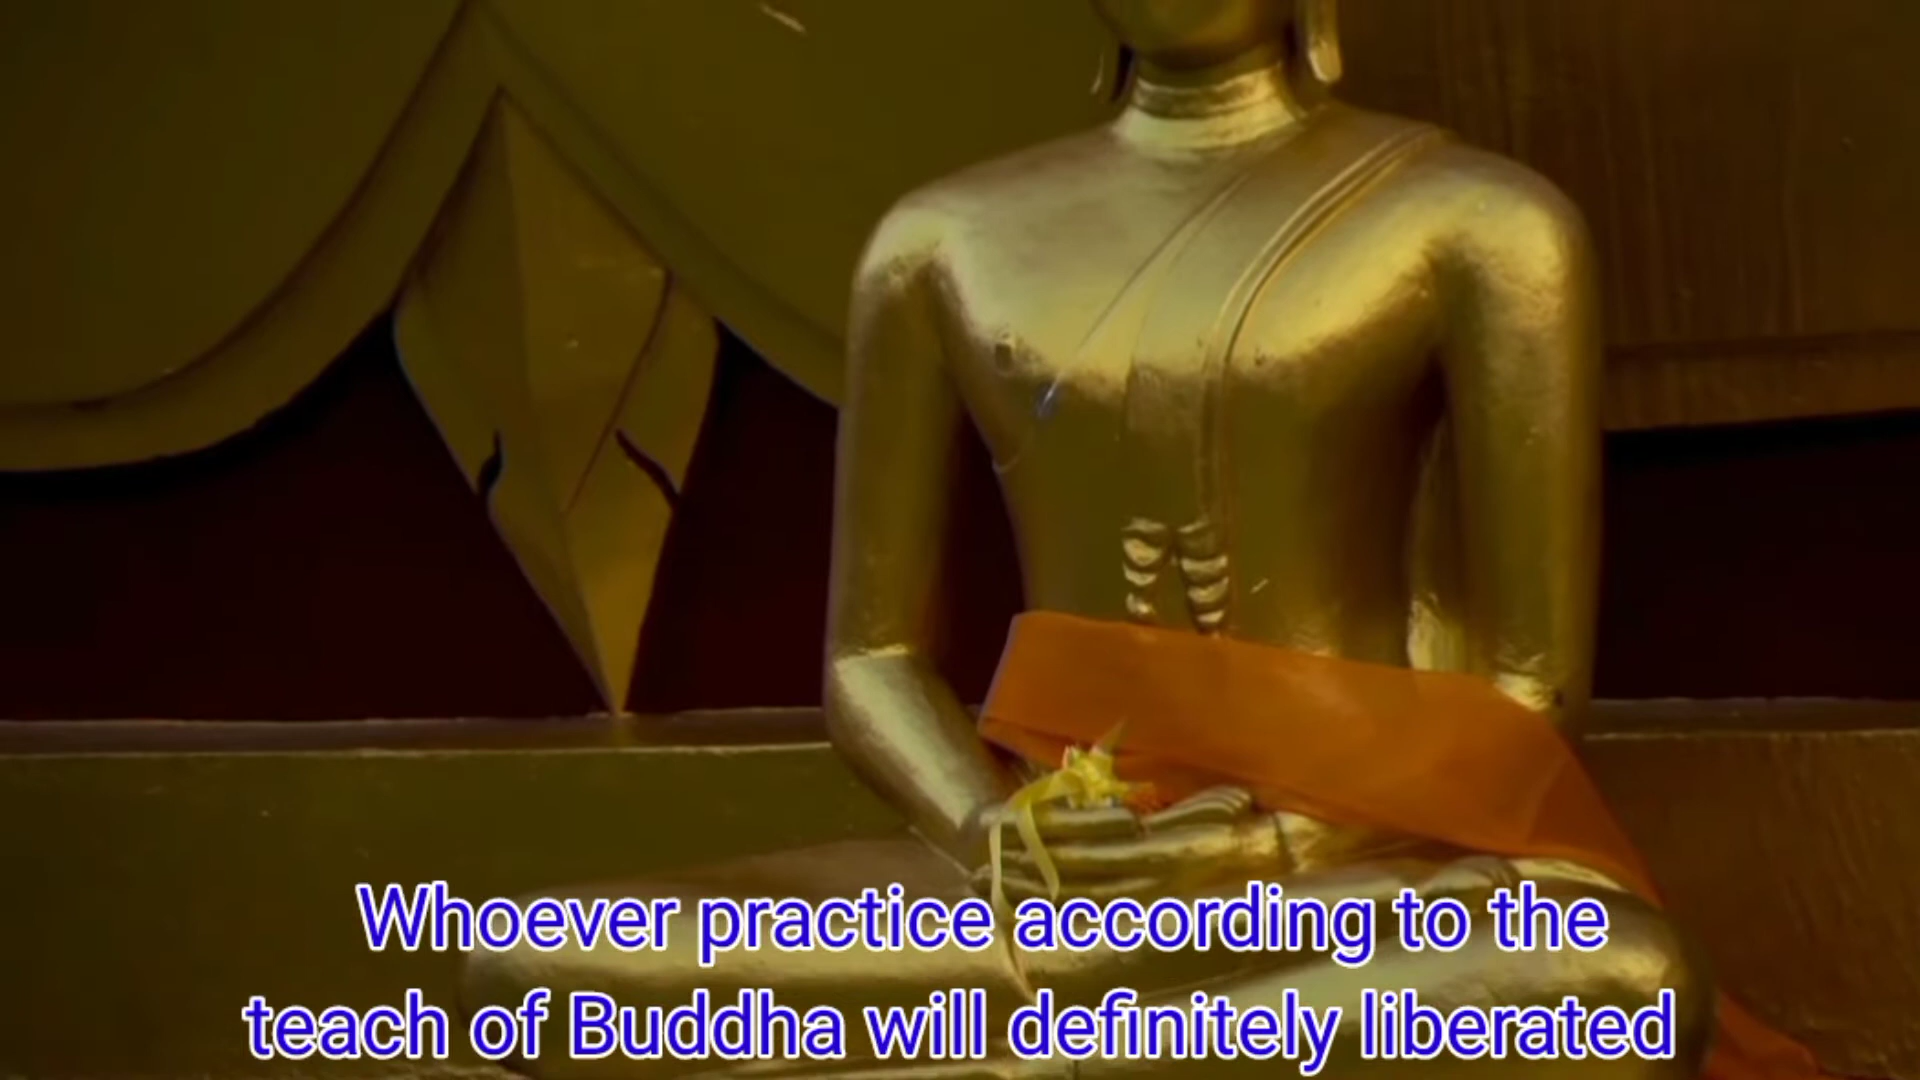 Whoever practice according to the
teach of Buddha will definitely liberated